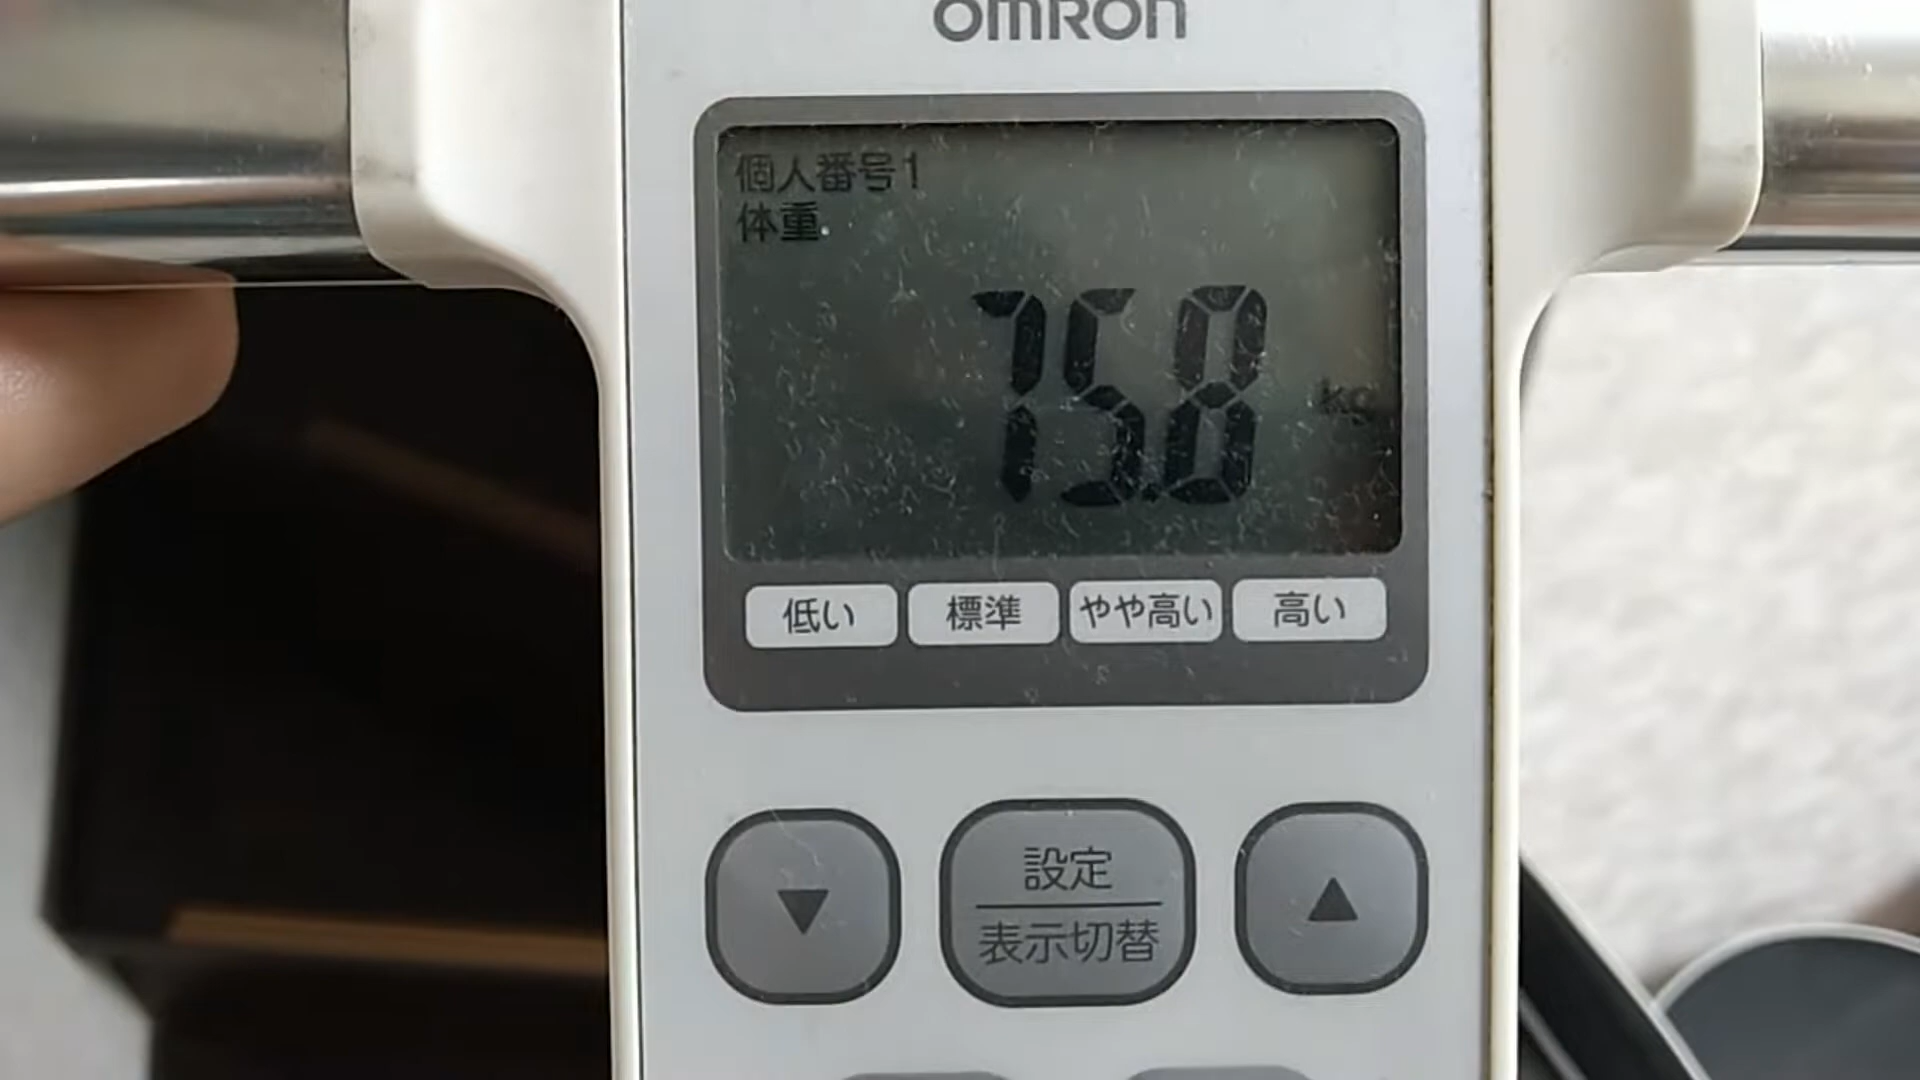 OMRON
個人番号1
体重
75.8 kg
低い 標準 やや高い 高い
設定
表示切替